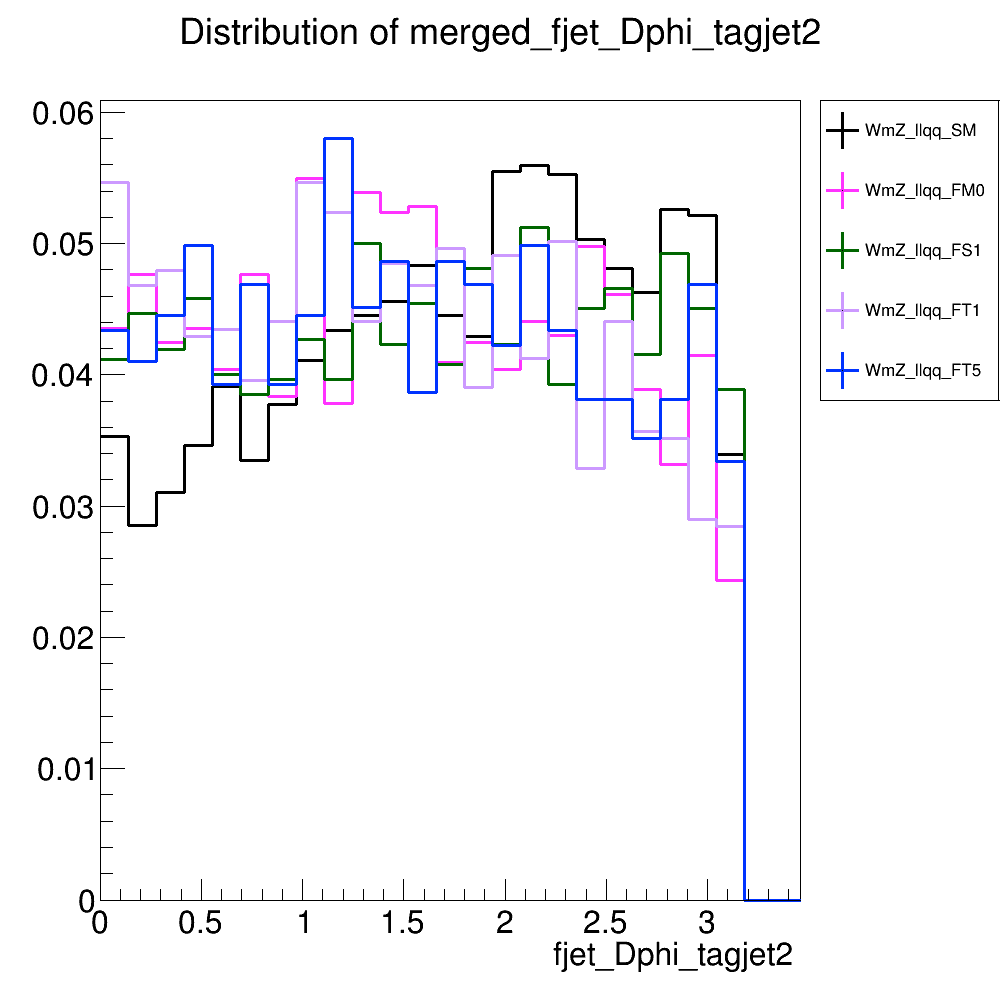 Distribution of merged_fjet_Dphi_tagjet2
0.06
0.05
0.04
0.03
0.02
0.01
0
0 0.5 1 1.5 2 2.5 3
fjet_Dphi_tagjet2
WmZ_llqq_SM
WmZ_llqq_FM0
WmZ_llqq_FS1
WmZ_llqq_FT1
WmZ_llqq_FT5